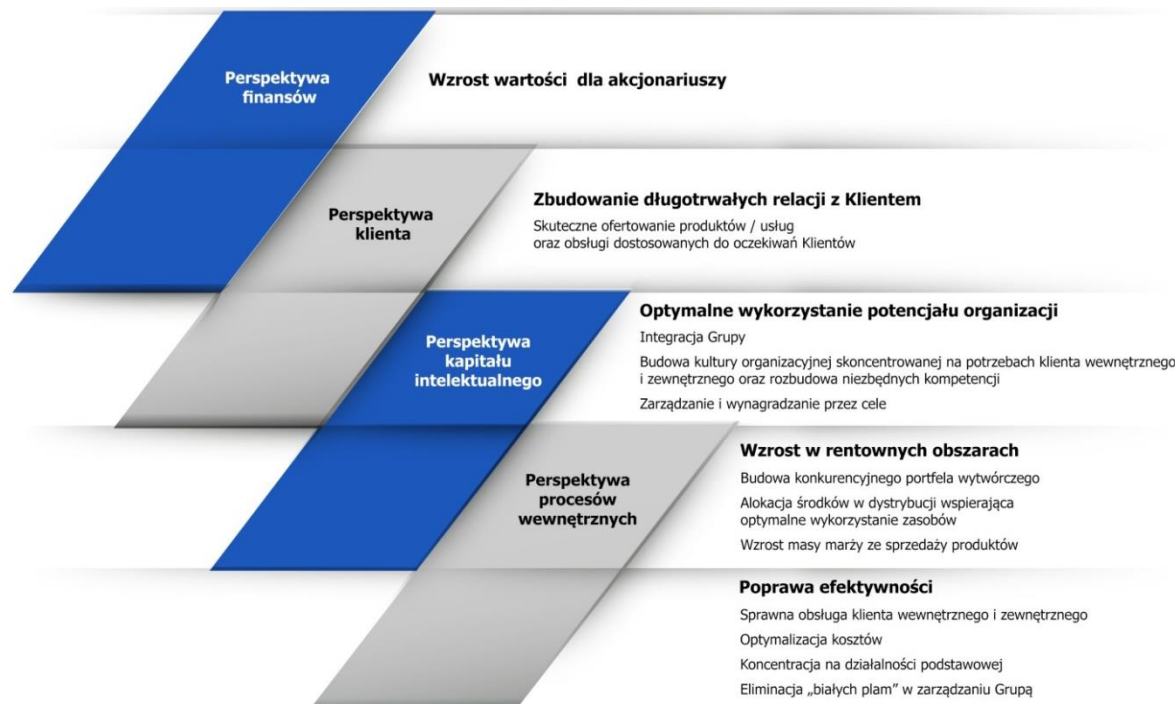 Perspektywa
finansów
Wzrost wartości dla akcjonariuszy
Perspektywa
klienta
Zbudowanie długotrwałych relacji z Klientem
Skuteczne ofertowanie produktów / usług
oraz obsługi dostosowanych do oczekiwań Klientów
Perspektywa
kapitału
intelektualnego
Optymalne wykorzystanie potencjału organizacji
Integracja Grupy
Budowa kultury organizacyjnej skoncentrowanej na potrzebach klienta wewnętrznego
i zewnętrznego oraz rozbudowa niezbędnych kompetencji
Zarządzanie i wynagradzanie przez cele
Perspektywa
procesów
wewnętrznych
Wzrost w rentownych obszarach
Budowa konkurencyjnego portfela wytwórczego
Alokacja środków w dystrybucji wspierająca
optymalne wykorzystanie zasobów
Wzrost masy marży ze sprzedaży produktów
Poprawa efektywności
Sprawna obsługa klienta wewnętrznego i zewnętrznego
Optymalizacja kosztów
Koncentracja na działalności podstawowej
Eliminacja „białych plam” w zarządzaniu Grupą